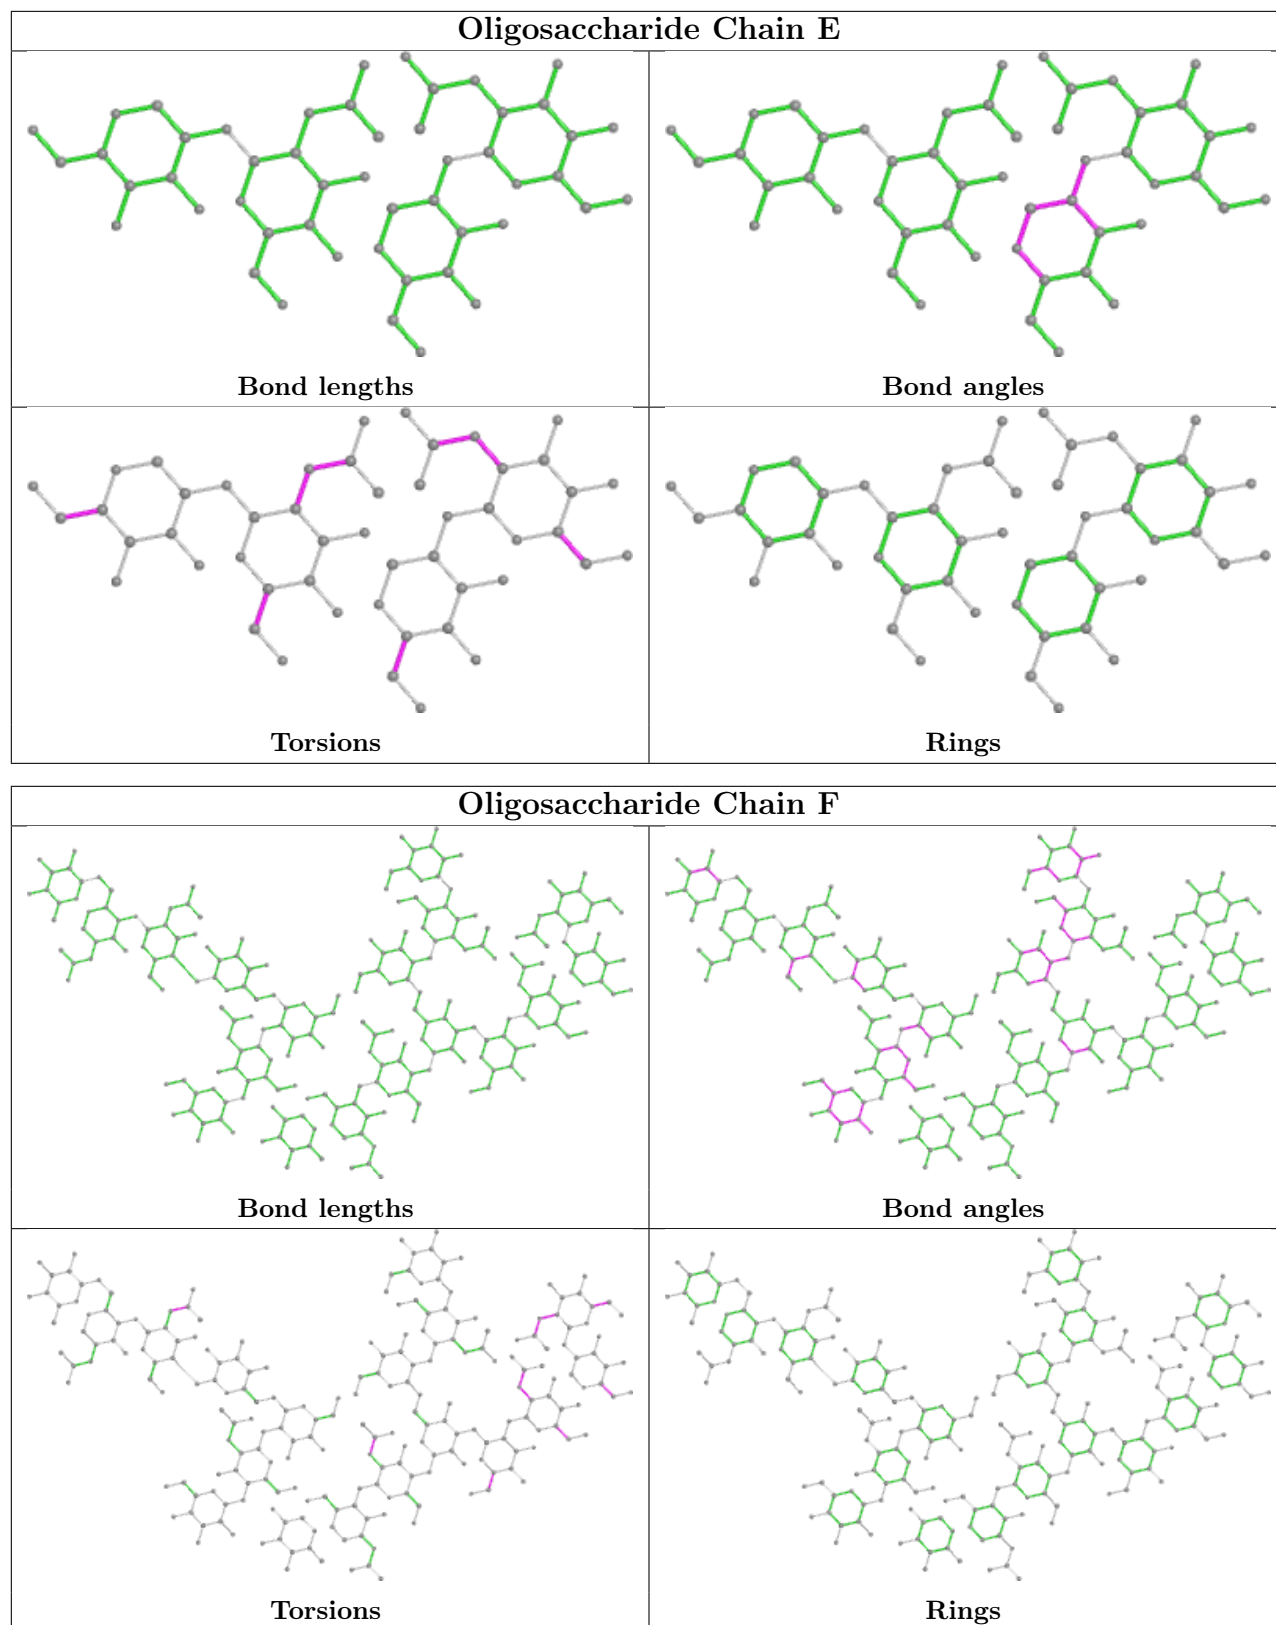 Oligosaccharide Chain E
Bond lengths
Bond angles
Torsions
Rings
Oligosaccharide Chain F
Bond lengths
Bond angles
Torsions
Rings